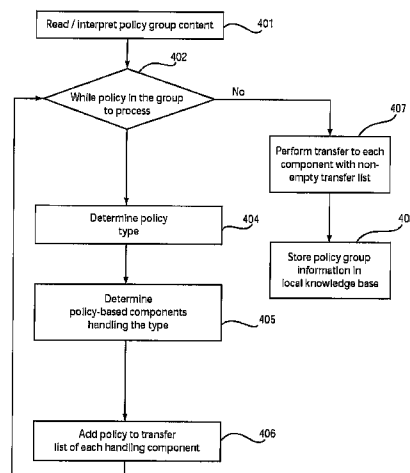 Read / interpret policy group content
401
402
While policy in the group
to process
No
407
Perform transfer to each
component with non-
empty transfer list
Determine policy
type
404
Store policy group
information in
local knowledge base
Determine
policy-based components
handling the type
405
Add policy to transfer
list of each handling component
406